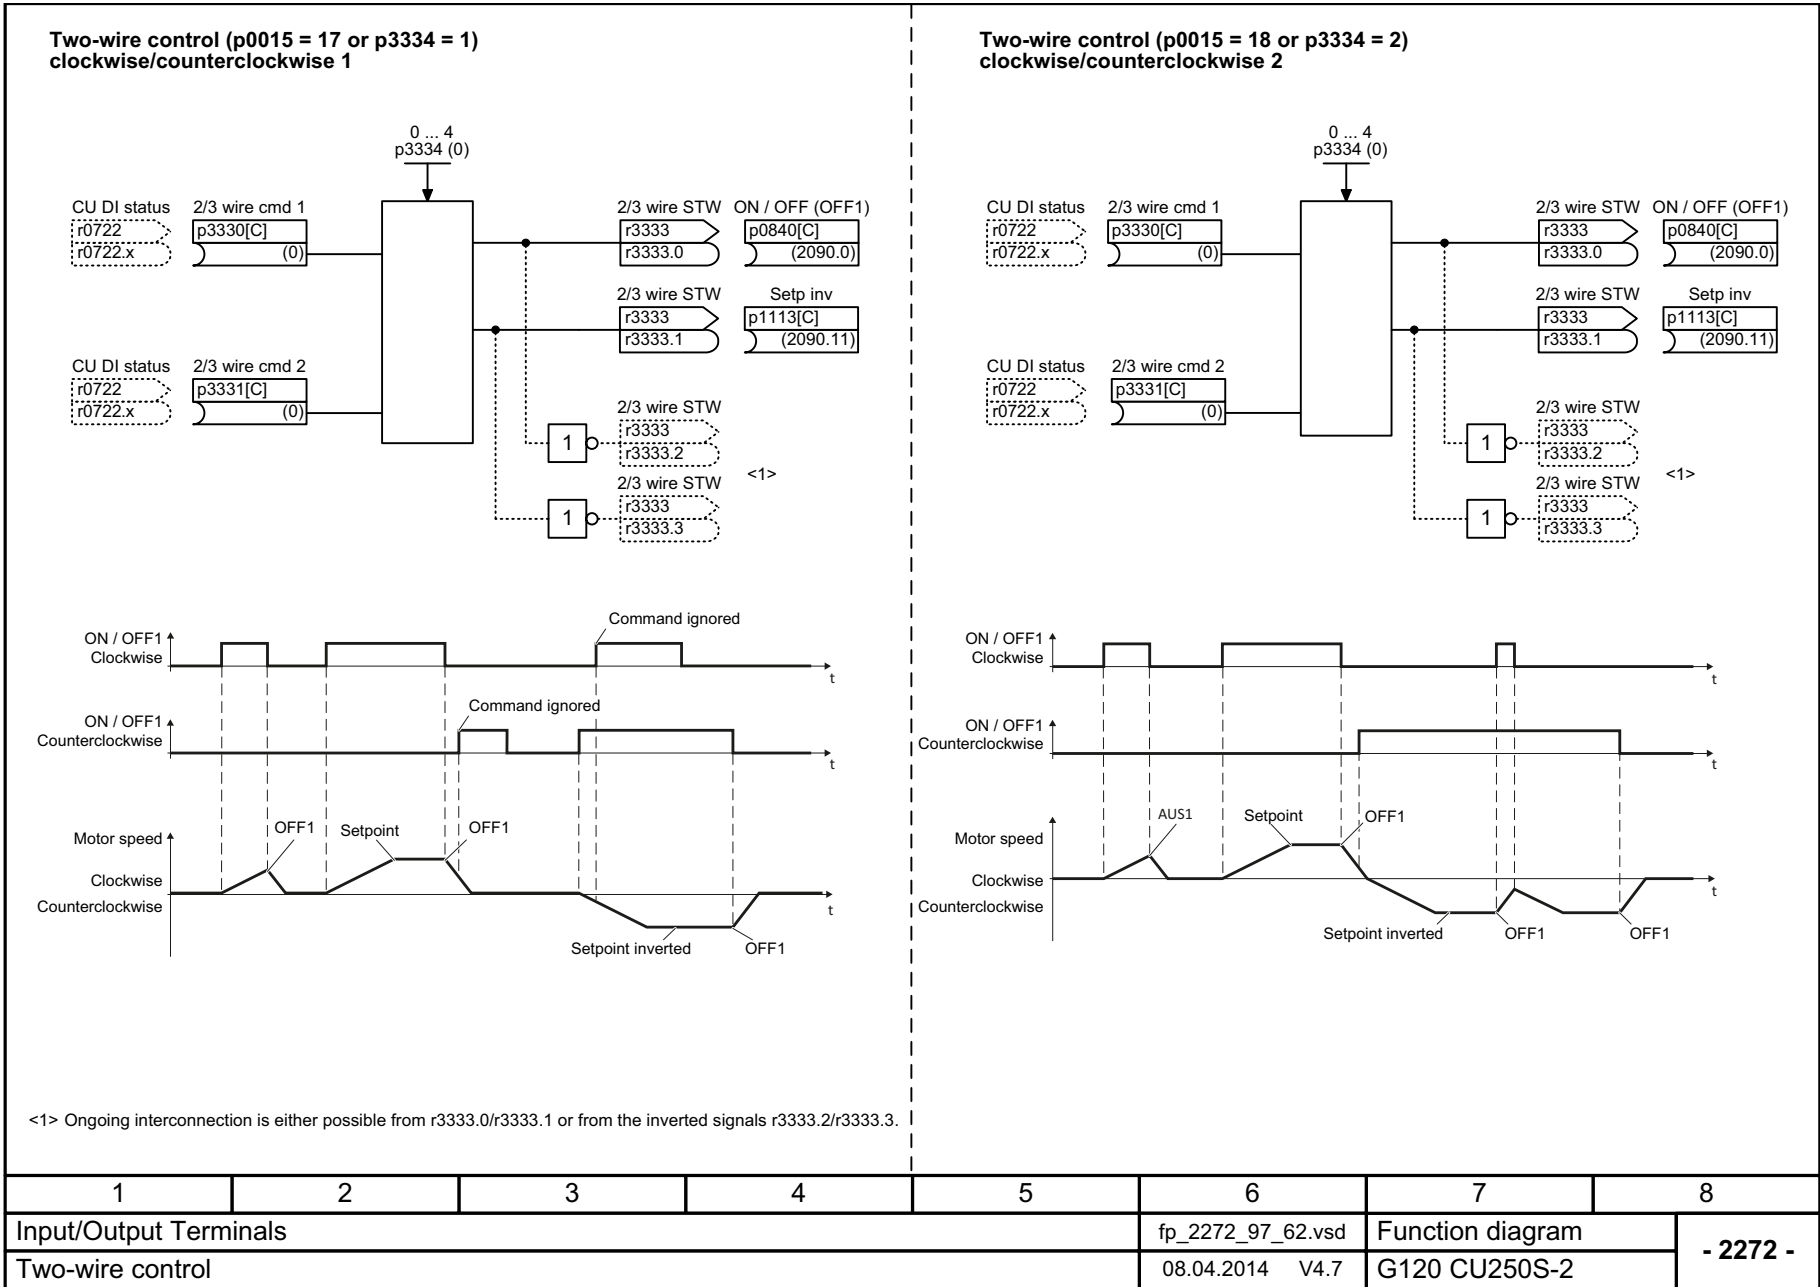 Two-wire control (p0015 = 17 or p3334 = 1)
clockwise/counterclockwise 1
0 ... 4
p3334 (0)
CU DI status
r0722
r0722.x
2/3 wire cmd 1
p3330[C]
(0)
2/3 wire STW
r3333
r3333.0
ON / OFF (OFF1)
p0840[C]
(2090.0)
2/3 wire STW
r3333
r3333.1
Setp inv
p1113[C]
(2090.11)
CU DI status
r0722
r0722.x
2/3 wire cmd 2
p3331[C]
(0)
1
2/3 wire STW
r3333
r3333.2
<1>
1
2/3 wire STW
r3333
r3333.3
ON / OFF1
Clockwise
Command ignored
t
ON / OFF1
Counterclockwise
Command ignored
t
Motor speed
Clockwise
Counterclockwise
OFF1
Setpoint
OFF1
Setpoint inverted
OFF1
t
<1> Ongoing interconnection is either possible from r3333.0/r3333.1 or from the inverted signals r3333.2/r3333.3.
Two-wire control (p0015 = 18 or p3334 = 2)
clockwise/counterclockwise 2
0 ... 4
p3334 (0)
CU DI status
r0722
r0722.x
2/3 wire cmd 1
p3330[C]
(0)
2/3 wire STW
r3333
r3333.0
ON / OFF (OFF1)
p0840[C]
(2090.0)
2/3 wire STW
r3333
r3333.1
Setp inv
p1113[C]
(2090.11)
CU DI status
r0722
r0722.x
2/3 wire cmd 2
p3331[C]
(0)
1
2/3 wire STW
r3333
r3333.2
<1>
1
2/3 wire STW
r3333
r3333.3
ON / OFF1
Clockwise
t
ON / OFF1
Counterclockwise
t
Motor speed
Clockwise
Counterclockwise
AUS1
Setpoint
OFF1
Setpoint inverted
OFF1
OFF1
t
1 2 3 4 5 6 7 8
Input/Output Terminals
fp_2272_97_62.vsd
Function diagram
- 2272 -
Two-wire control
08.04.2014 V4.7
G120 CU250S-2